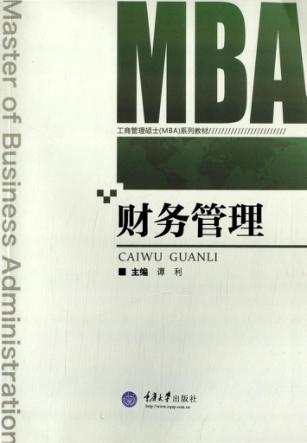 Master of Business Administration
MBA
工商管理硕士(MBA)系列教材////////////////////////
财务管理
CAIWU GUANLI
■ 主编 谭 利
重庆大学出版社
http://www.cqup.com.cn